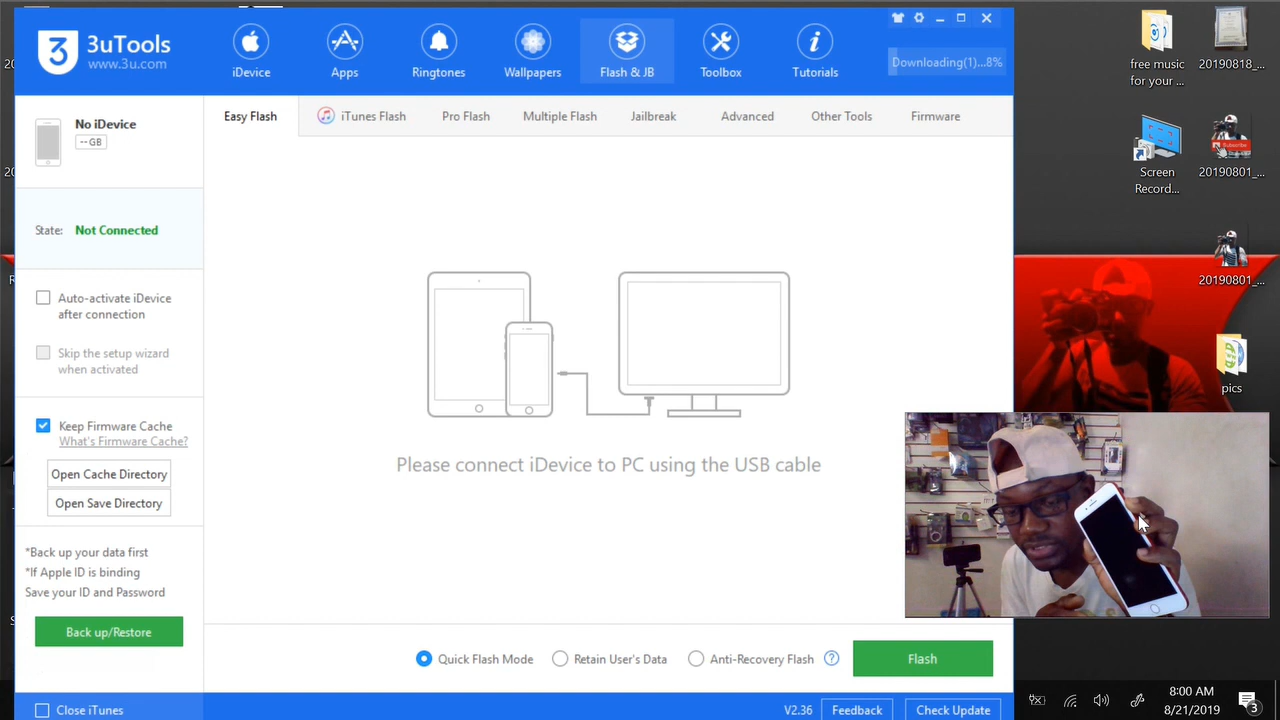 3 3uTools
www.3u.com
iDevice
Apps
Ringtones
Wallpapers
Flash & JB
Toolbox
Tutorials
Downloading(1)...8%
No iDevice
--GB
State: Not Connected
Auto-activate iDevice
after connection
Skip the setup wizard
when activated
Keep Firmware Cache
What's Firmware Cache?
Open Cache Directory
Open Save Directory
*Back up your data first
*If Apple ID is binding
Save your ID and Password
Back up/Restore
Close iTunes
Easy Flash
iTunes Flash
Pro Flash
Multiple Flash
Jailbreak
Advanced
Other Tools
Firmware
Please connect iDevice to PC using the USB cable
Quick Flash Mode
Retain User's Data
Anti-Recovery Flash ?
Flash
V2.36
Feedback
Check Update
free music
for your ...
20190818_...
Screen
Record...
Subscribe
20190801_...
20190801_...
pics
8:00 AM
8/21/2019
3